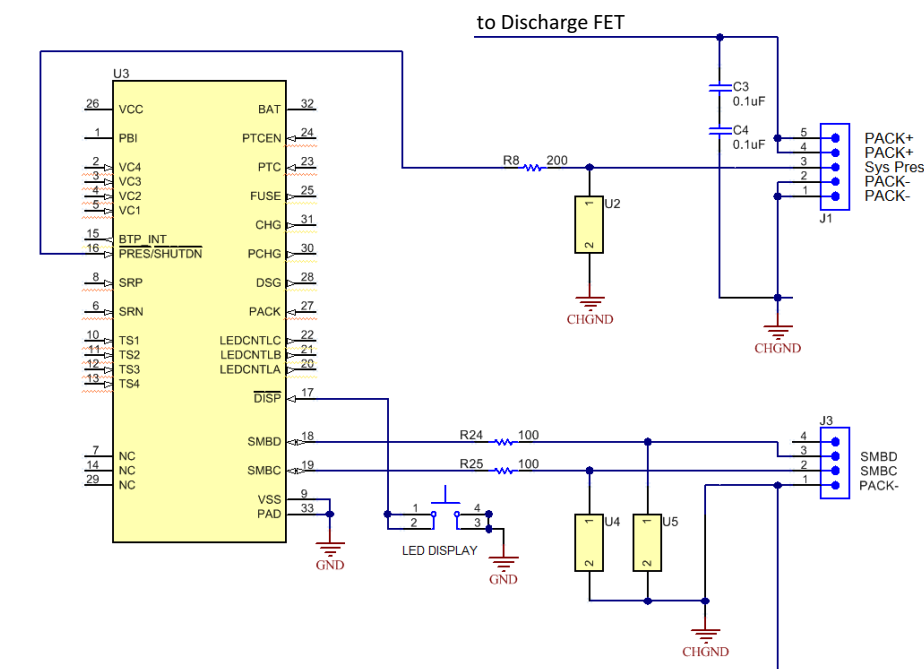 to Discharge FET
U3
26 VCC BAT 32
1 PBI PTCEN 24
2 VC4 PTC 23
3 VC3
4 VC2 FUSE 25
5 VC1
CHG 31
15 BTP_INT
16 PRES/SHUTDN PCHG 30
8 SRP DSG 28
6 SRN PACK 27
10 TS1 LEDCNTLC 22
11 TS2 LEDCNTLB 21
12 TS3 LEDCNTLA 20
13 TS4
DISP 17
SMBD 18
7 NC
14 NC SMBC 19
29 NC
VSS 9
PAD 33
GND
C3
0.1uF
C4
0.1uF
R8 200
U2
1
2
CHGND
5 PACK+
4 PACK+
3 Sys Pres
2 PACK-
1 PACK-
J1
CHGND
R24 100
R25 100
J3
4
3 SMBD
2 SMBC
1 PACK-
1 4
2 3
LED DISPLAY
GND
1 U4 1 U5
2 2
CHGND